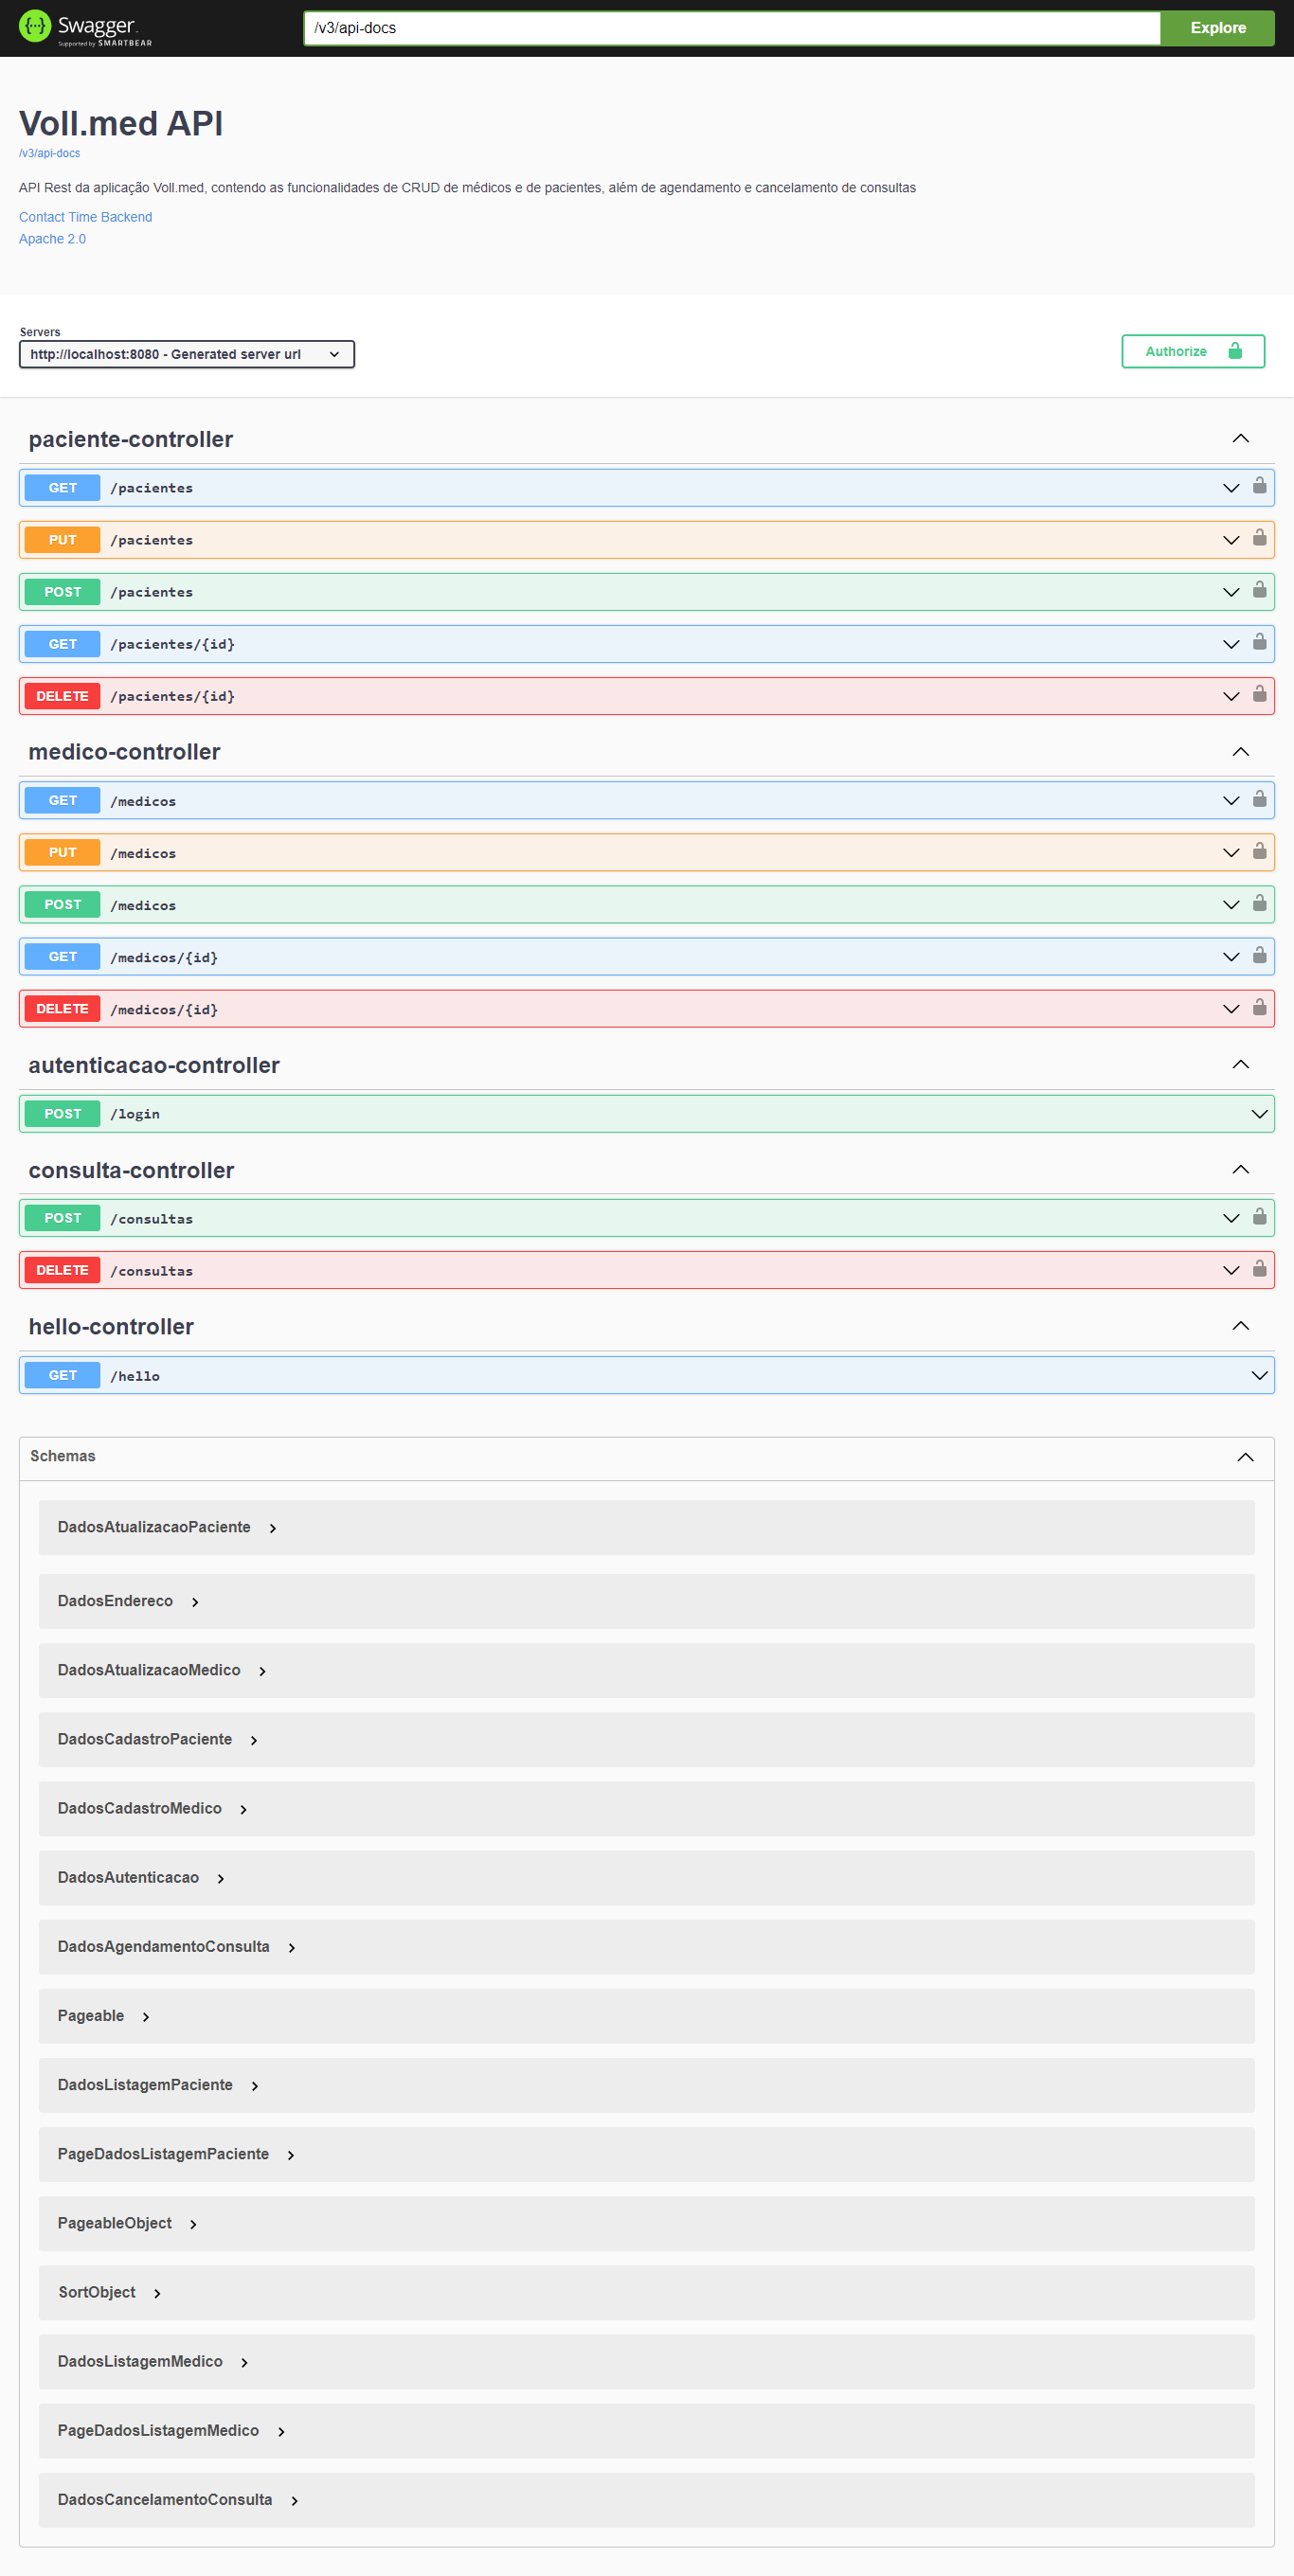 Swagger
Supported by SMARTBEAR
/v3/api-docs
Explore
Voll.med API
/v3/api-docs
API Rest da aplicação Voll.med, contendo as funcionalidades de CRUD de médicos e de pacientes, além de agendamento e cancelamento de consultas
Contact Time Backend
Apache 2.0
Servers
http://localhost:8080 - Generated server url
Authorize
paciente-controller
GET /pacientes
PUT /pacientes
POST /pacientes
GET /pacientes/{id}
DELETE /pacientes/{id}
medico-controller
GET /medicos
PUT /medicos
POST /medicos
GET /medicos/{id}
DELETE /medicos/{id}
autenticacao-controller
POST /login
consulta-controller
POST /consultas
DELETE /consultas
hello-controller
GET /hello
Schemas
DadosAtualizacaoPaciente
DadosEndereco
DadosAtualizacaoMedico
DadosCadastroPaciente
DadosCadastroMedico
DadosAutenticacao
DadosAgendamentoConsulta
Pageable
DadosListagemPaciente
PageDadosListagemPaciente
PageableObject
SortObject
DadosListagemMedico
PageDadosListagemMedico
DadosCancelamentoConsulta